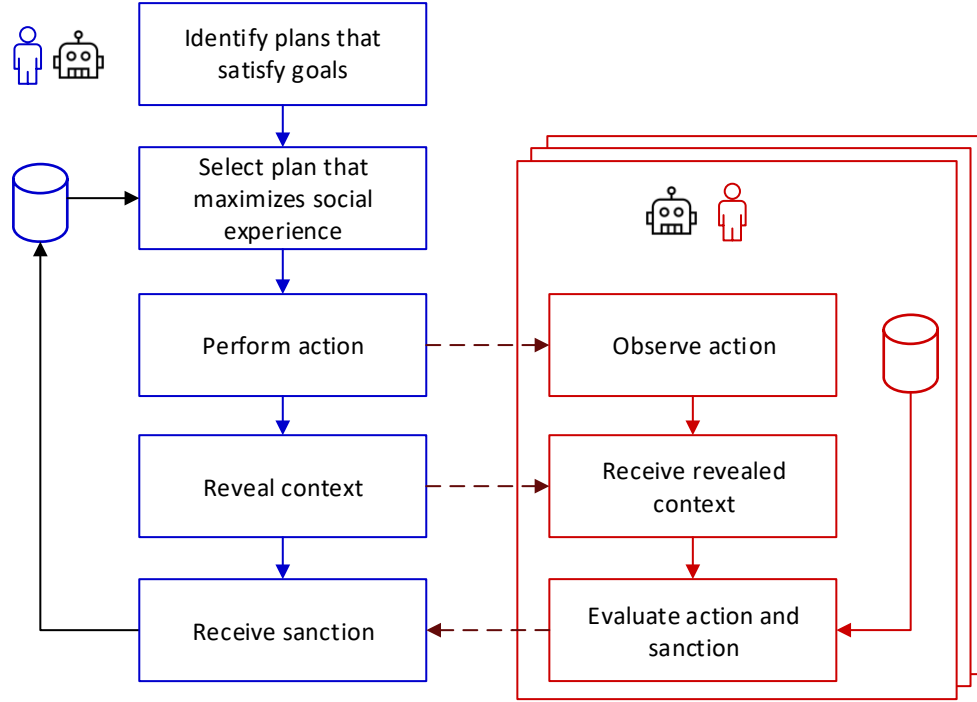 Identify plans that
satisfy goals
Select plan that
maximizes social
experience
Perform action
Observe action
Reveal context
Receive revealed
context
Receive sanction
Evaluate action and
sanction